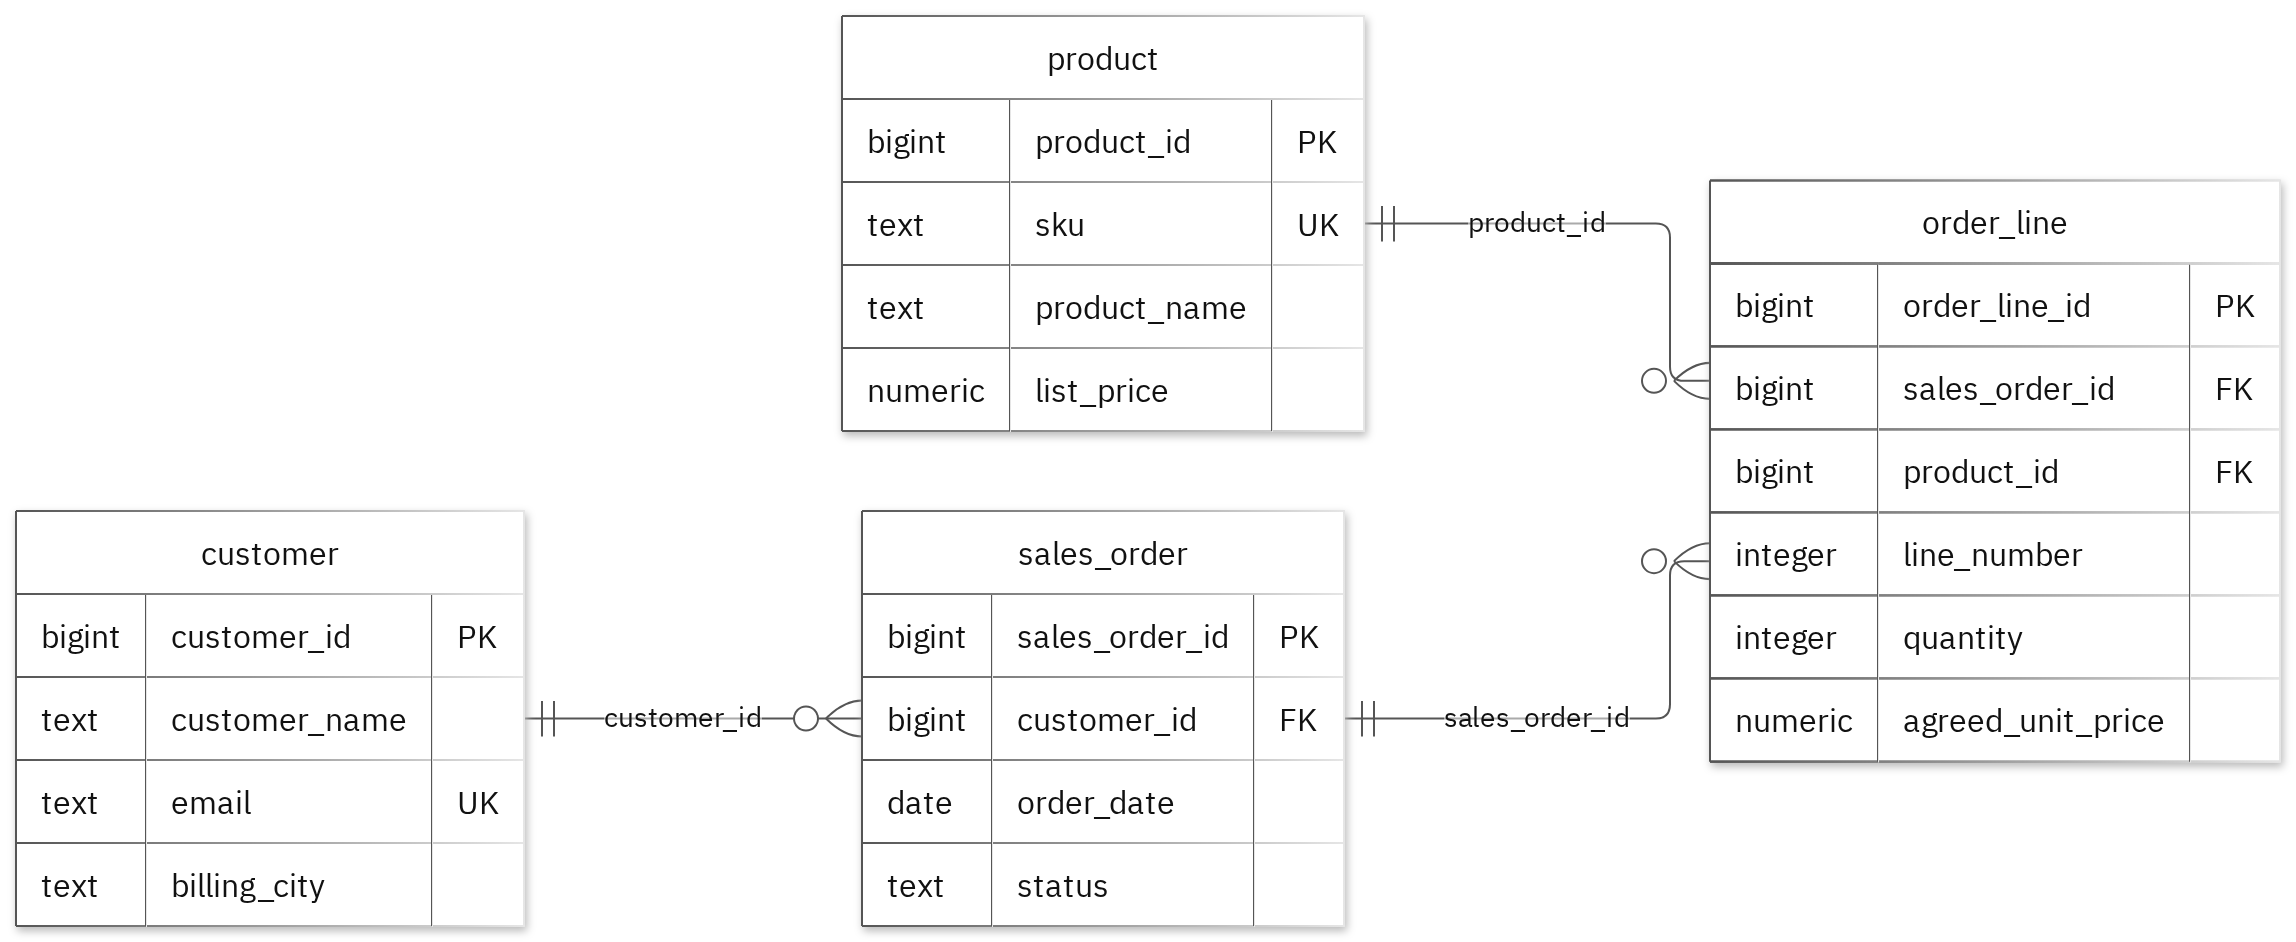 product
bigint product_id PK
text sku UK
text product_name
numeric list_price
product_id
order_line
bigint order_line_id PK
bigint sales_order_id FK
bigint product_id FK
integer line_number
integer quantity
numeric agreed_unit_price
customer
bigint customer_id PK
text customer_name
text email UK
text billing_city
customer_id
sales_order
bigint sales_order_id PK
bigint customer_id FK
date order_date
text status
sales_order_id